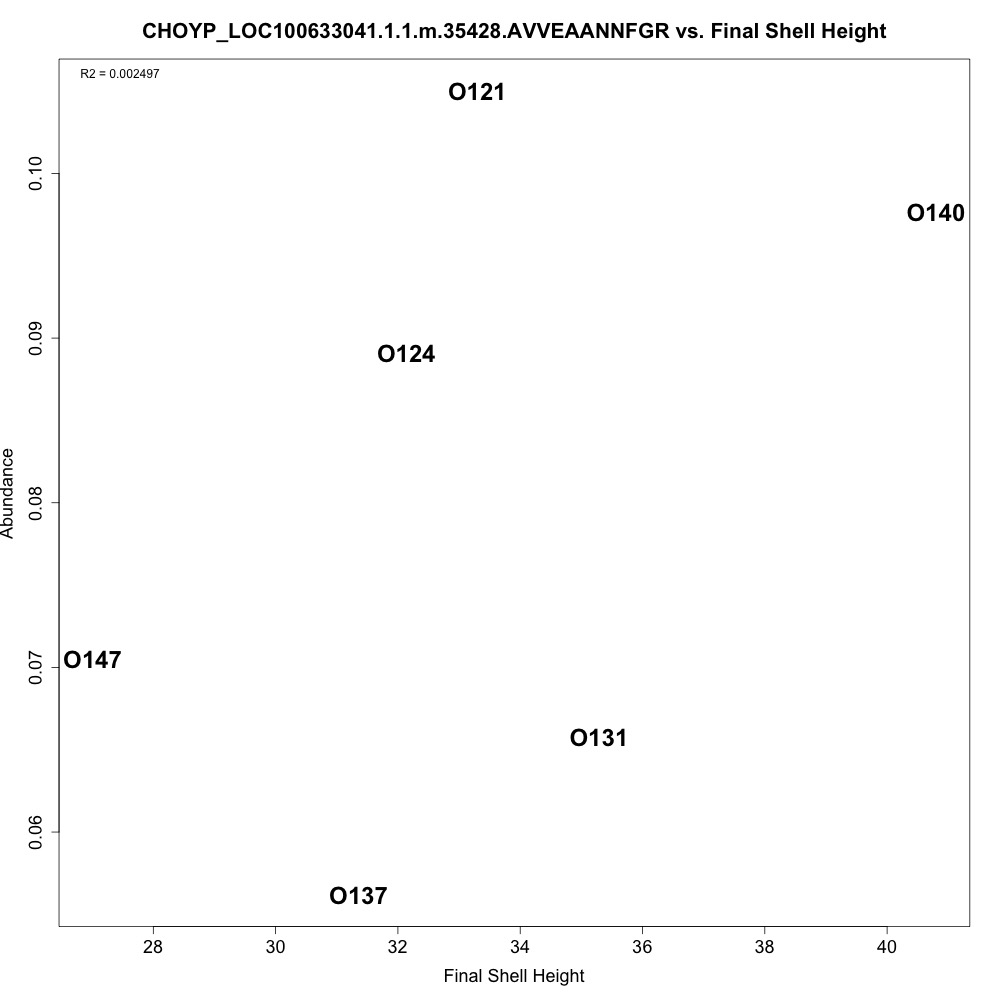 CHOYP_LOC100633041.1.1.m.35428.AVVEAANNFGR vs. Final Shell Height
R2 = 0.002497
O121
0.10
O140
0.09
O124
Abundance
0.08
0.07
O147
O131
0.06
O137
28 30 32 34 36 38 40
Final Shell Height